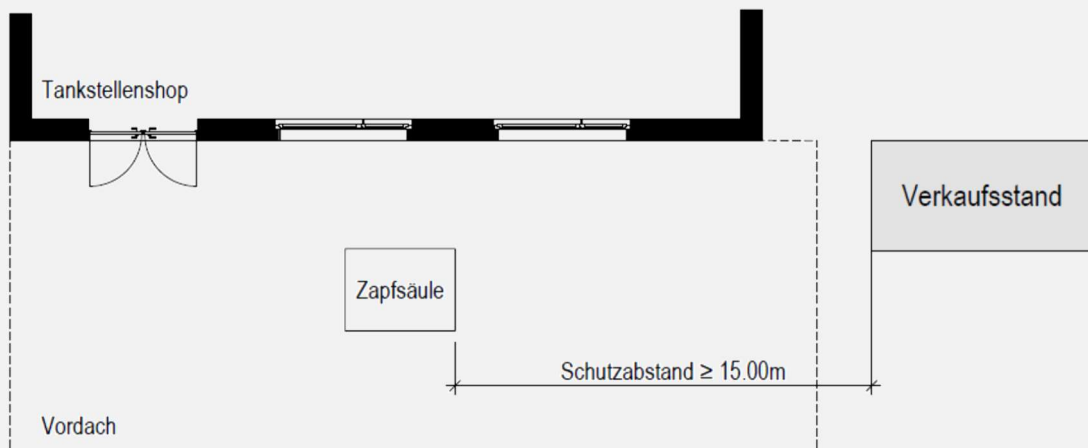 Tankstellenshop
Verkaufsstand
Zapfsäule
Schutzabstand ≥ 15.00m
Vordach